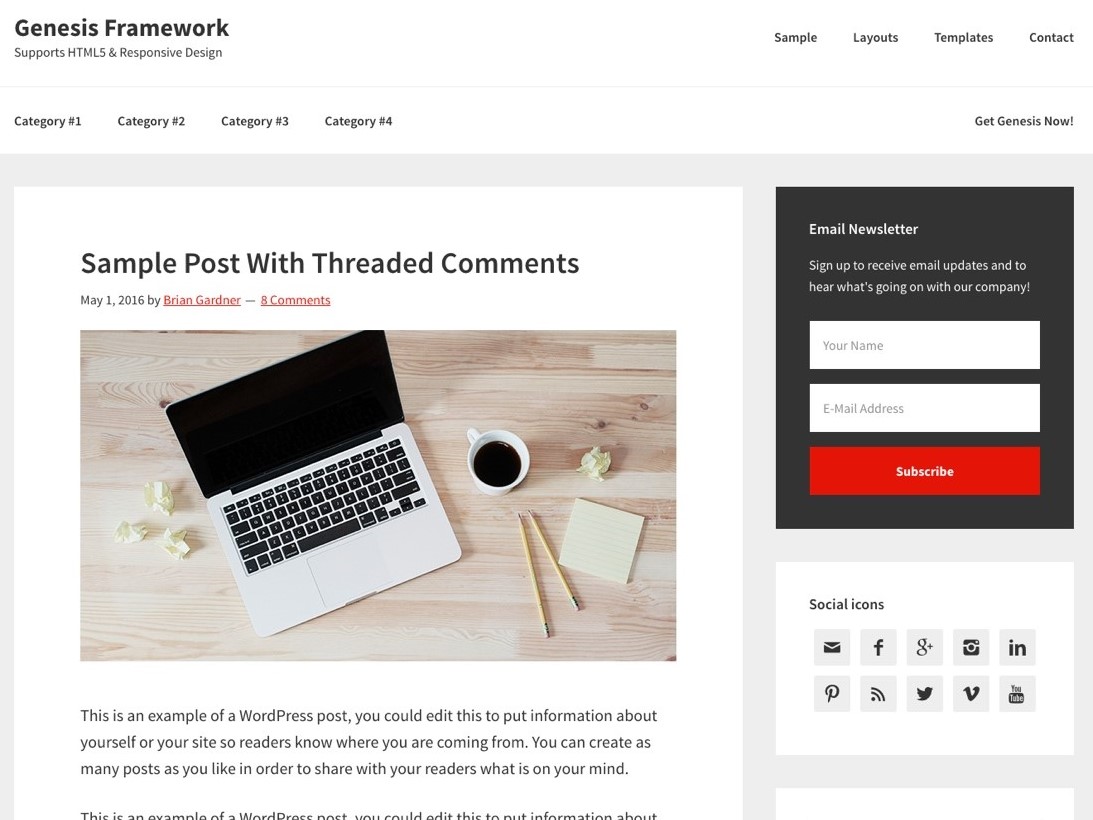 Genesis Framework
Supports HTML5 & Responsive Design
Sample Layouts Templates Contact
Category #1 Category #2 Category #3 Category #4 Get Genesis Now!
Sample Post With Threaded Comments
May 1, 2016 by Brian Gardner — 8 Comments
This is an example of a WordPress post, you could edit this to put information about
yourself or your site so readers know where you are coming from. You can create as
many posts as you like in order to share with your readers what is on your mind.
This is an example of a WordPress post, you could edit this to put information about
Email Newsletter
Sign up to receive email updates and to
hear what's going on with our company!
Your Name
E-Mail Address
Subscribe
Social icons
You
Tube